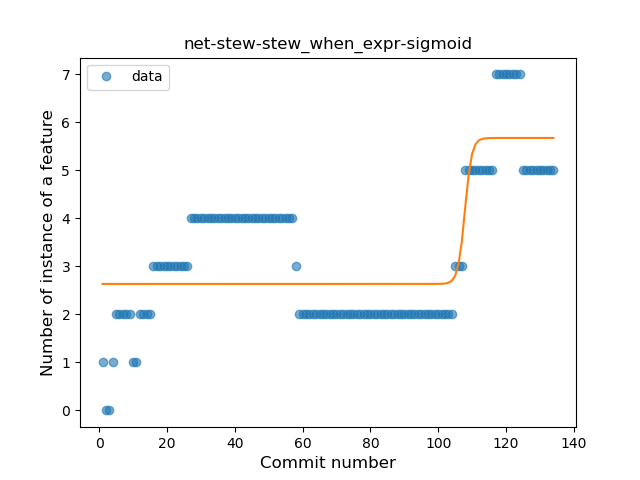 net-stew-stew_when_expr-sigmoid
data
Number of instance of a feature
7
6
5
4
3
2
1
0
0 20 40 60 80 100 120 140
Commit number